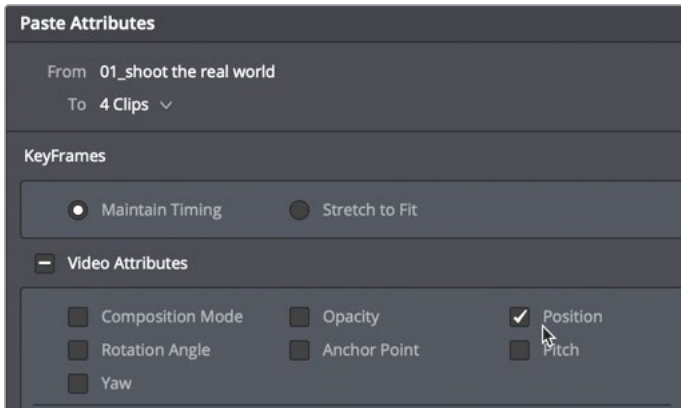 Paste Attributes
From 01_shoot the real world
To 4 Clips
KeyFrames
Maintain Timing Stretch to Fit
Video Attributes
Composition Mode Opacity Position
Rotation Angle Anchor Point Pitch
Yaw